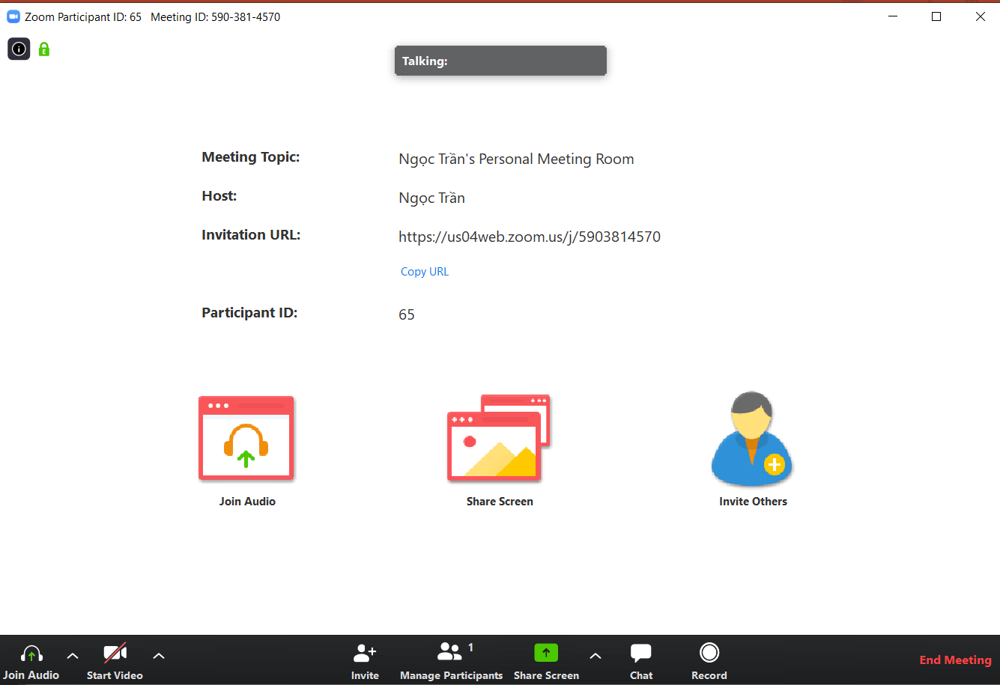 Zoom Participant ID: 65 Meeting ID: 590-381-4570
Talking:
Meeting Topic: Ngọc Trần's Personal Meeting Room
Host: Ngọc Trần
Invitation URL: https://us04web.zoom.us/j/5903814570
Copy URL
Participant ID: 65
Join Audio Share Screen Invite Others
1
Join Audio Start Video Invite Manage Participants Share Screen Chat Record End Meeting